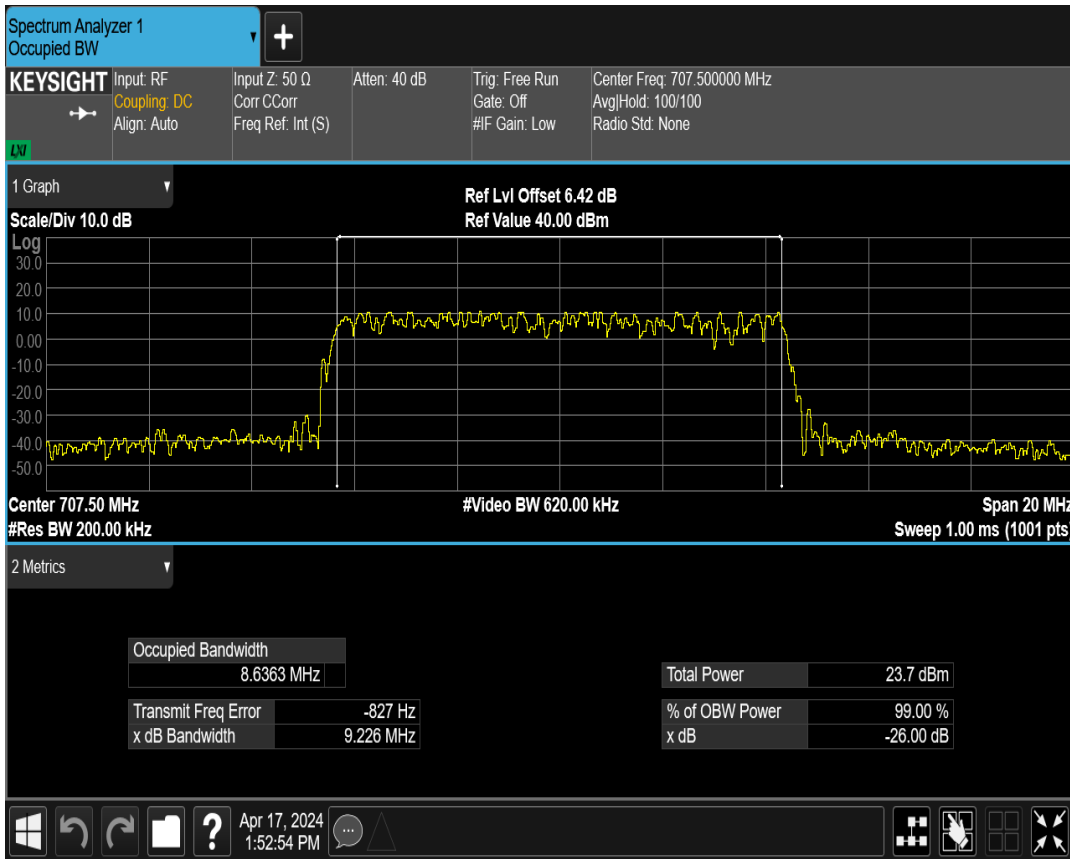 Spectrum Analyzer 1
Occupied BW
+
KEYSIGHT
LXI
Input: RF
Coupling: DC
Align: Auto
Input Z: 50 Ω
Corr CCorr
Freq Ref: Int (S)
Atten: 40 dB
Trig: Free Run
Gate: Off
#IF Gain: Low
Center Freq: 707.500000 MHz
Avg|Hold: 100/100
Radio Std: None
1 Graph
Scale/Div 10.0 dB
Ref Lvl Offset 6.42 dB
Ref Value 40.00 dBm
Log
30.0
20.0
10.0
0.00
-10.0
-20.0
-30.0
-40.0
-50.0
Center 707.50 MHz
#Video BW 620.00 kHz
Span 20 MHz
#Res BW 200.00 kHz
Sweep 1.00 ms (1001 pts)
2 Metrics
Occupied Bandwidth
8.6363 MHz
Total Power 23.7 dBm
Transmit Freq Error -827 Hz
% of OBW Power 99.00 %
x dB Bandwidth 9.226 MHz
x dB -26.00 dB
?
Apr 17, 2024
1:52:54 PM